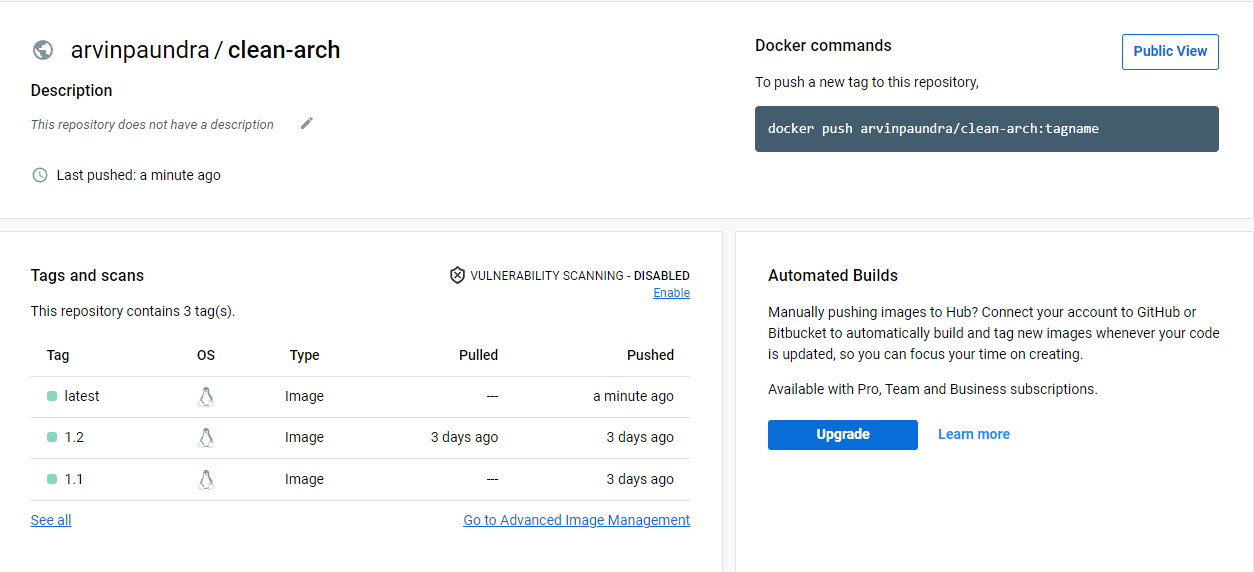 arvinpaundra / clean-arch
Description
This repository does not have a description
Last pushed: a minute ago
Docker commands
Public View
To push a new tag to this repository,
docker push arvinpaundra/clean-arch:tagname
Tags and scans
VULNERABILITY SCANNING - DISABLED
Enable
This repository contains 3 tag(s).
Tag OS Type Pulled Pushed
latest Image --- a minute ago
1.2 Image 3 days ago 3 days ago
1.1 Image --- 3 days ago
See all Go to Advanced Image Management
Automated Builds
Manually pushing images to Hub? Connect your account to GitHub or
Bitbucket to automatically build and tag new images whenever your code
is updated, so you can focus your time on creating.
Available with Pro, Team and Business subscriptions.
Upgrade Learn more